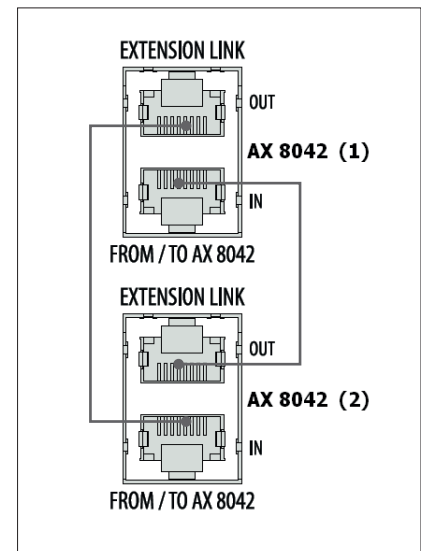 EXTENSION LINK
OUT
AX 8042 (1)
IN
FROM / TO AX 8042
EXTENSION LINK
OUT
AX 8042 (2)
IN
FROM / TO AX 8042